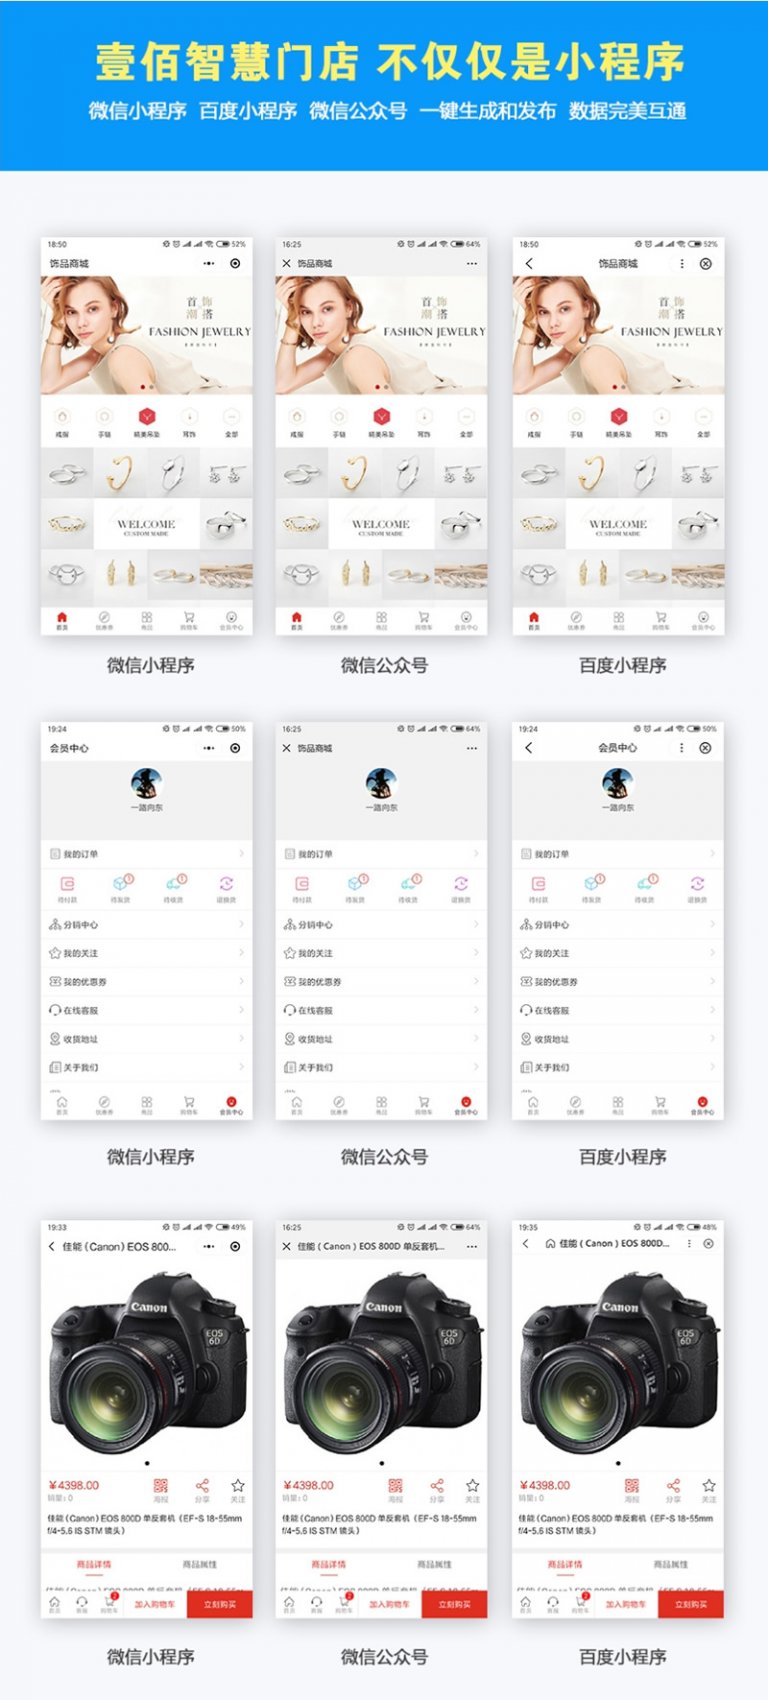 壹佰智慧门店 不仅仅是小程序
微信小程序 百度小程序 微信公众号 一键生成和发布 数据完美互通
18:50 52%
饰品商城
首饰
潮搭
FASHION JEWELRY
戒指 手链 精美吊坠 耳饰 全部
WELCOME
CUSTOM MADE
首页 优惠券 商品 购物车 会员中心
微信小程序
16:25 64%
饰品商城
首饰
潮搭
FASHION JEWELRY
戒指 手链 精美吊坠 耳饰 全部
WELCOME
CUSTOM MADE
首页 优惠券 商品 购物车 会员中心
微信公众号
18:50 52%
饰品商城
首饰
潮搭
FASHION JEWELRY
戒指 手链 精美吊坠 耳饰 全部
WELCOME
CUSTOM MADE
首页 优惠券 商品 购物车 会员中心
百度小程序
19:24 50%
会员中心
一路向东
我的订单
1 1
待付款 待发货 待收货 退换货
分销中心
我的关注
我的优惠券
在线客服
收货地址
关于我们
首页 优惠券 商品 购物车 会员中心
微信小程序
16:25 64%
饰品商城
一路向东
我的订单
1 1
待付款 待发货 待收货 退换货
分销中心
我的关注
我的优惠券
在线客服
收货地址
关于我们
首页 优惠券 商品 购物车 会员中心
微信公众号
19:24 50%
会员中心
一路向东
我的订单
1 1
待付款 待发货 待收货 退换货
分销中心
我的关注
我的优惠券
在线客服
收货地址
关于我们
首页 优惠券 商品 购物车 会员中心
百度小程序
19:33 49%
佳能（Canon）EOS 800...
Canon
EOS
6D
¥4398.00
销量：0
海报 分享 关注
佳能（Canon）EOS 800D 单反套机（EF-S 18-55mm
f/4-5.6 IS STM 镜头）
商品详情 商品属性
首页 客服 购物车 2 加入购物车 立刻购买
微信小程序
16:25 64%
佳能（Canon）EOS 800D 单反套机...
Canon
EOS
6D
¥4398.00
销量：0
海报 分享 关注
佳能（Canon）EOS 800D 单反套机（EF-S 18-55mm
f/4-5.6 IS STM 镜头）
商品详情 商品属性
首页 客服 购物车 2 加入购物车 立刻购买
微信公众号
19:35 48%
佳能（Canon）EOS 800D...
Canon
EOS
6D
¥4398.00
销量：0
海报 分享 关注
佳能（Canon）EOS 800D 单反套机（EF-S 18-55mm
f/4-5.6 IS STM 镜头）
商品详情 商品属性
首页 客服 购物车 2 加入购物车 立刻购买
百度小程序